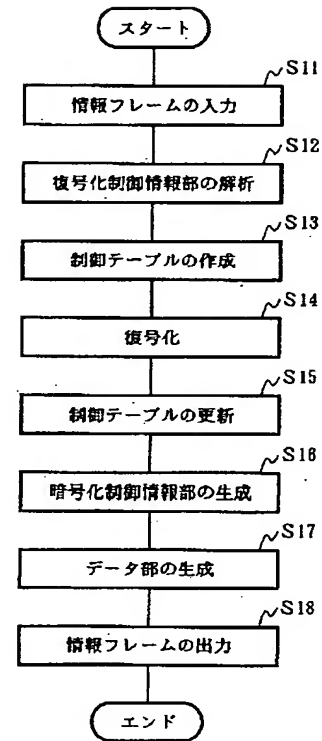 スタート
S11
情報フレームの入力
S12
復号化制御情報部の解析
S13
制御テーブルの作成
S14
復号化
S15
制御テーブルの更新
S16
暗号化制御情報部の生成
S17
データ部の生成
S18
情報フレームの出力
エンド